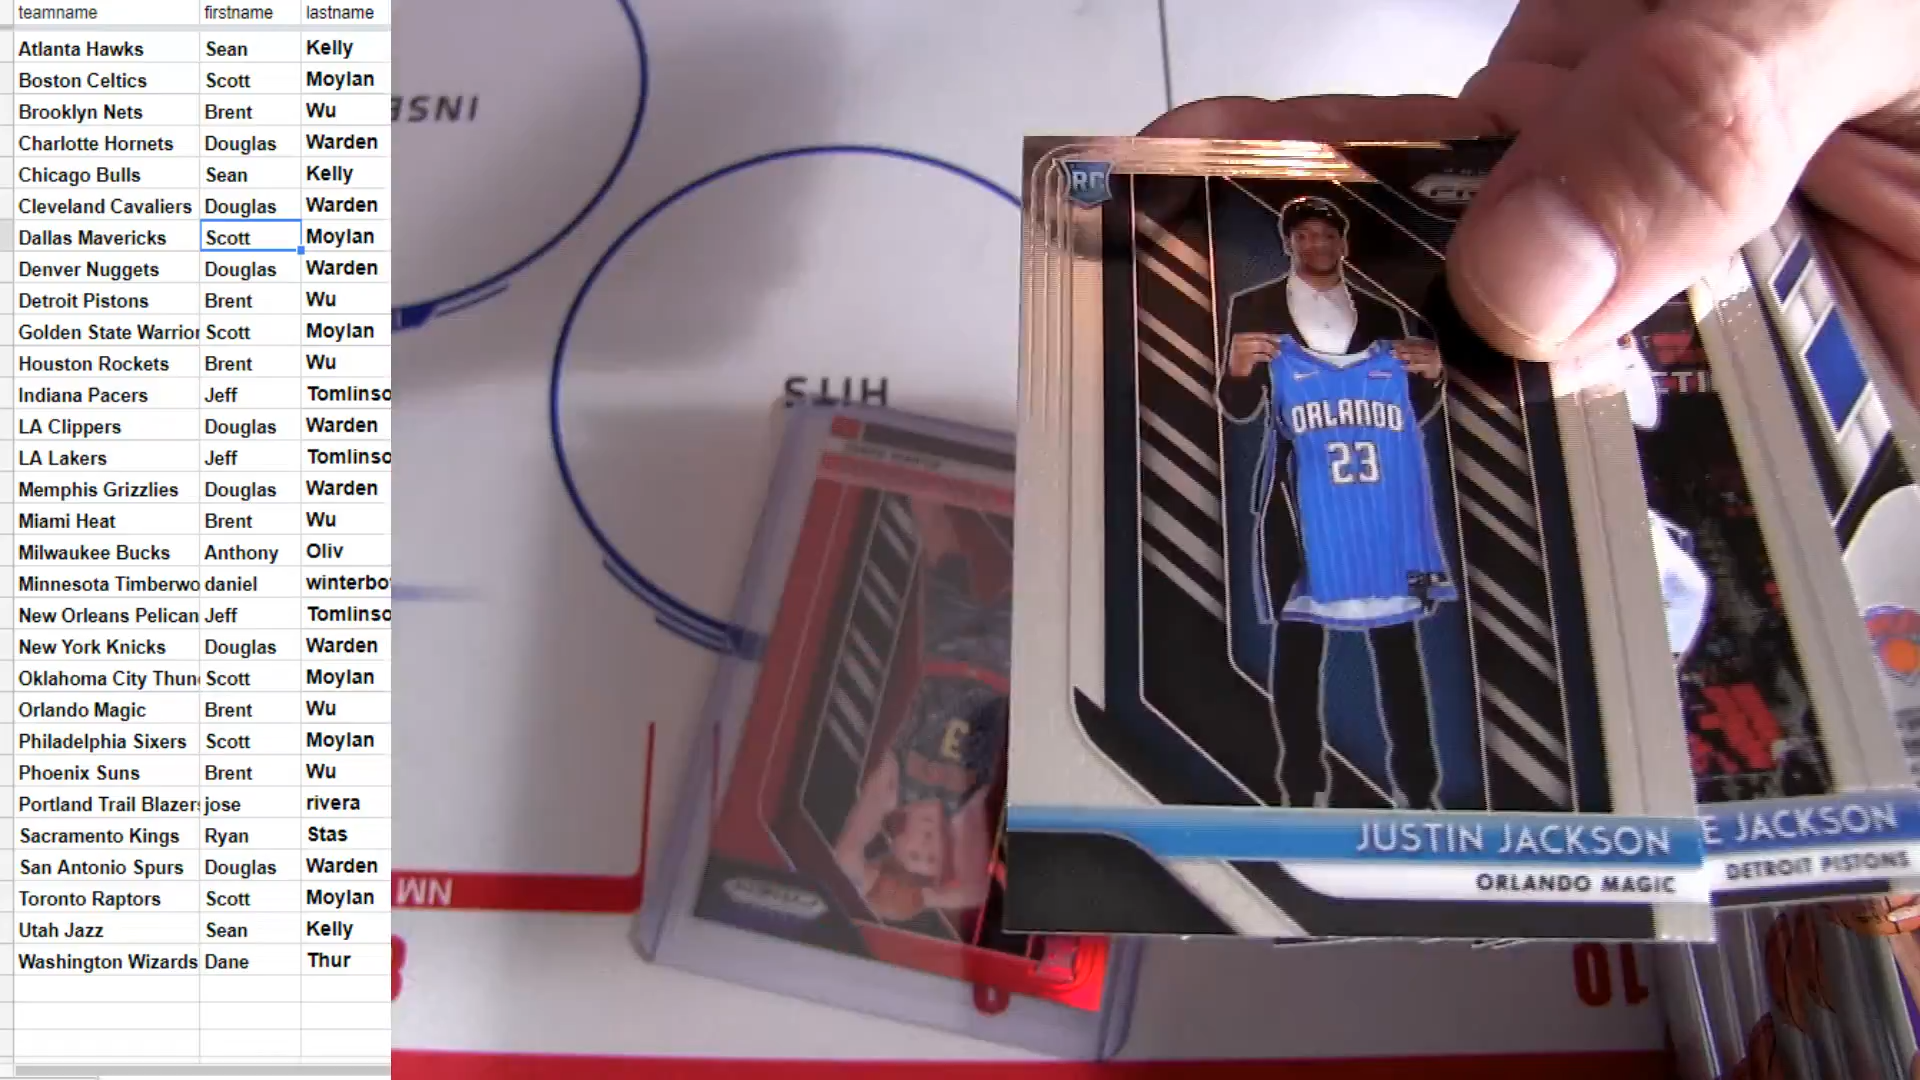 teamname firstname lastname
Atlanta Hawks Sean Kelly
Boston Celtics Scott Moylan
Brooklyn Nets Brent Wu
Charlotte Hornets Douglas Warden
Chicago Bulls Sean Kelly
Cleveland Cavaliers Douglas Warden
Dallas Mavericks Scott Moylan
Denver Nuggets Douglas Warden
Detroit Pistons Brent Wu
Golden State Warrior Scott Moylan
Houston Rockets Brent Wu
Indiana Pacers Jeff Tomlinso
LA Clippers Douglas Warden
LA Lakers Jeff Tomlinso
Memphis Grizzlies Douglas Warden
Miami Heat Brent Wu
Milwaukee Bucks Anthony Oliv
Minnesota Timberwo daniel winterbo
New Orleans Pelican Jeff Tomlinso
New York Knicks Douglas Warden
Oklahoma City Thun Scott Moylan
Orlando Magic Brent Wu
Philadelphia Sixers Scott Moylan
Phoenix Suns Brent Wu
Portland Trail Blazers jose rivera
Sacramento Kings Ryan Stas
San Antonio Spurs Douglas Warden
Toronto Raptors Scott Moylan
Utah Jazz Sean Kelly
Washington Wizards Dane Thur
INSE
HITS
RC
ORLANDO
23
JUSTIN JACKSON
ORLANDO MAGIC
E JACKSON
DETROIT PISTONS
3
NM
10